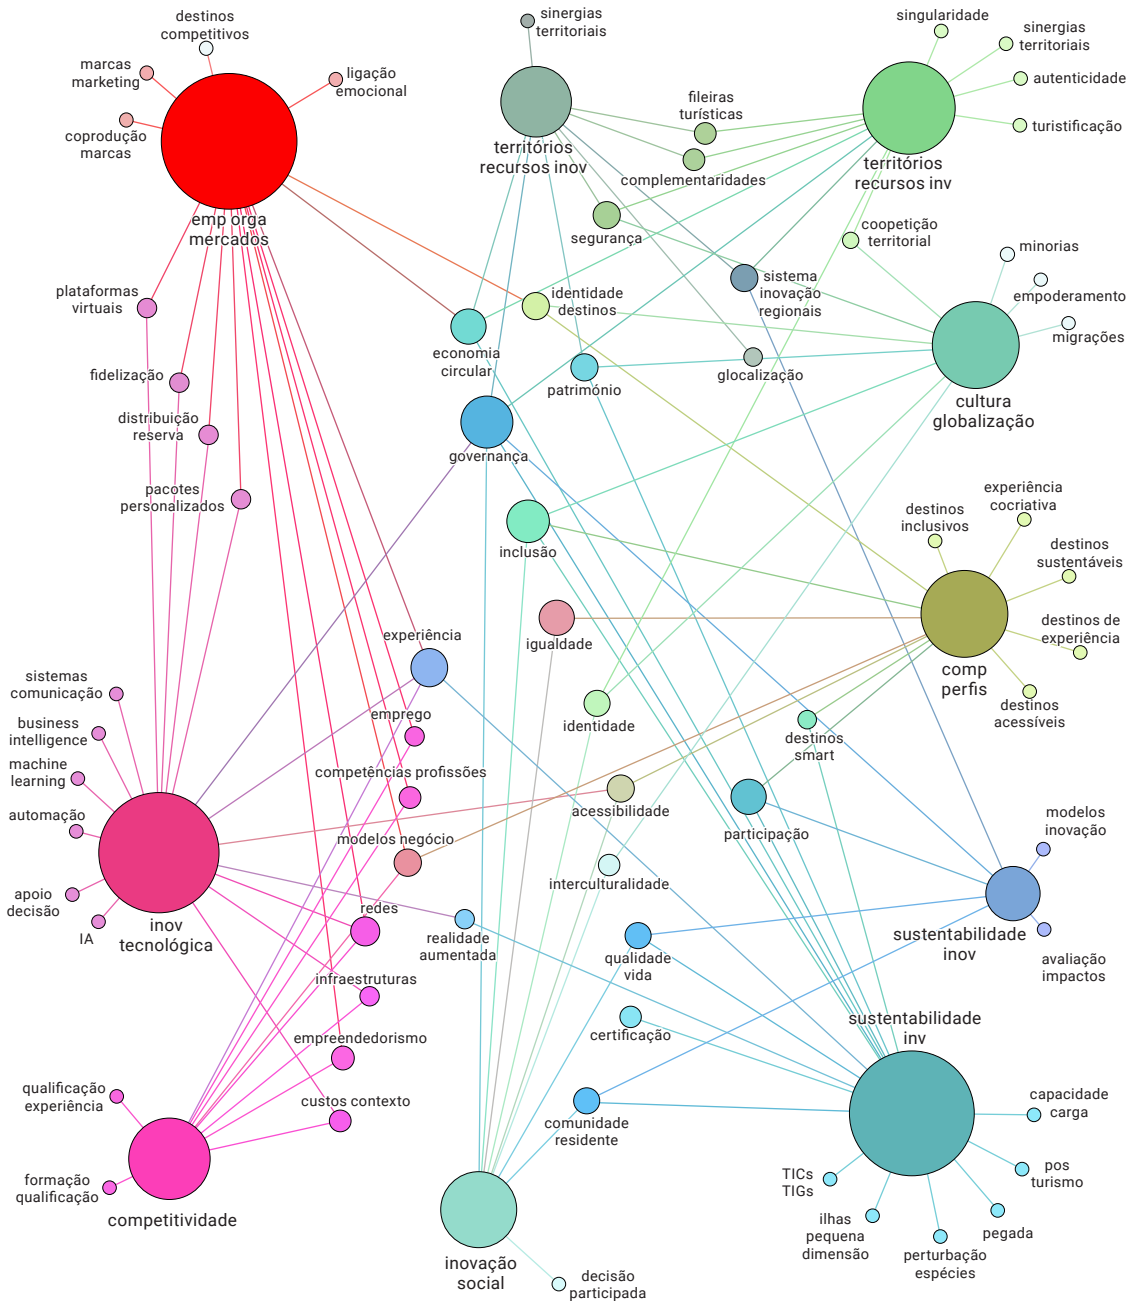 destinos
competitivos
marcas
marketing
ligação
emocional
coprodução
marcas
emp orga
mercados
sinergias
territoriais
territórios
recursos inov
fileiras
turísticas
complementaridades
segurança
singularidade
sinergias
territoriais
autenticidade
turistificação
territórios
recursos inv
coopetição
territorial
minorias
empoderamento
migrações
sistema
inovação
regionais
identidade
destinos
plataformas
virtuais
economia
circular
património
glocalização
cultura
globalização
fidelização
distribuição
reserva
governança
pacotes
personalizados
inclusão
experiência
cocriativa
destinos
inclusivos
destinos
sustentáveis
destinos de
experiência
destinos
acessíveis
comp
perfis
igualdade
experiência
identidade
emprego
destinos
smart
sistemas
comunicação
business
intelligence
machine
learning
automação
apoio
decisão
IA
inov
tecnológica
competências profissões
acessibilidade
participação
modelos negócio
modelos
inovação
interculturalidade
redes
realidade
aumentada
qualidade
vida
sustentabilidade
inov
avaliação
impactos
infraestruturas
certificação
sustentabilidade
inv
empreendedorismo
qualificação
experiência
custos contexto
comunidade
residente
capacidade
carga
formação
qualificação
competitividade
TICs
TIGs
pos
turismo
ilhas
pequena
dimensão
perturbação
espécies
pegada
inovação
social
decisão
participada